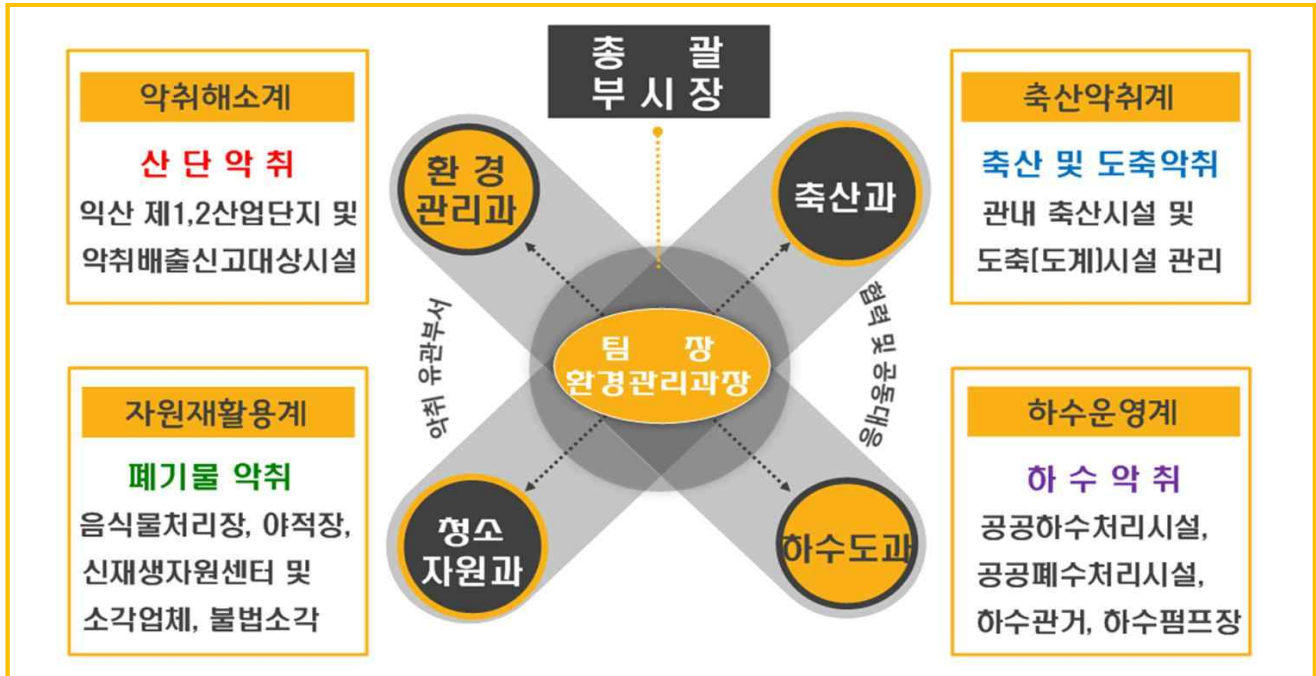 총 괄
부 시 장
악취해소계
산 단 악 취
익산 제1,2산업단지 및
악취배출신고대상시설
환 경
관리과
축산과
축산악취계
축산 및 도축악취
관내 축산시설 및
도축(도계)시설 관리
악취 유관부서
팀 장
환경관리과장
협력 및 공동대응
자원재활용계
폐기물 악취
음식물처리장, 야적장,
신재생자원센터 및
소각업체, 불법소각
청소
자원과
하수도과
하수운영계
하 수 악 취
공공하수처리시설,
공공폐수처리시설,
하수관거, 하수펌프장